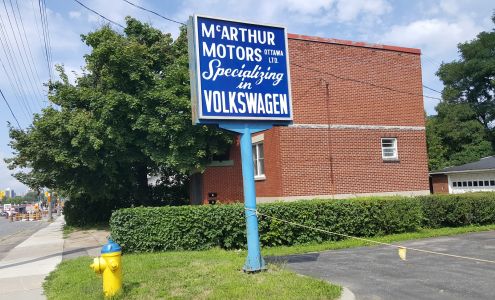 McARTHUR
MOTORS OTTAWA LTD.
Specializing
in
VOLKSWAGEN